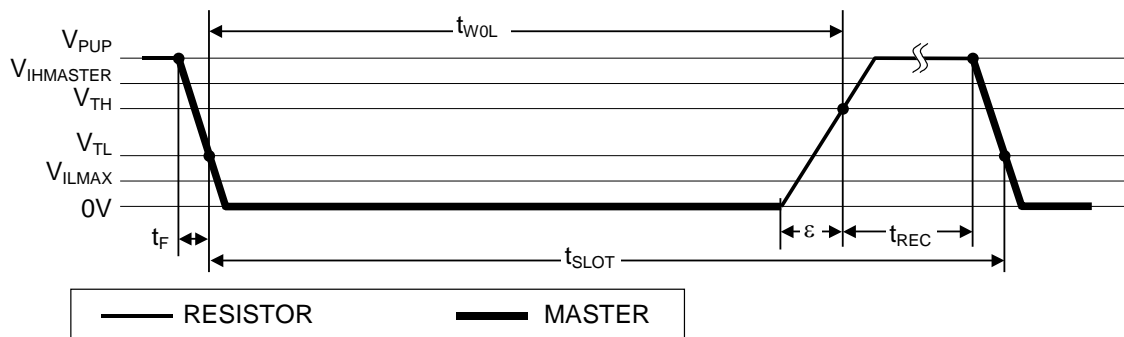 t_W0L
V_PUP
V_IHMASTER
V_TH
V_TL
V_ILMAX
0V
t_F
ε
t_REC
t_SLOT
RESISTOR
MASTER